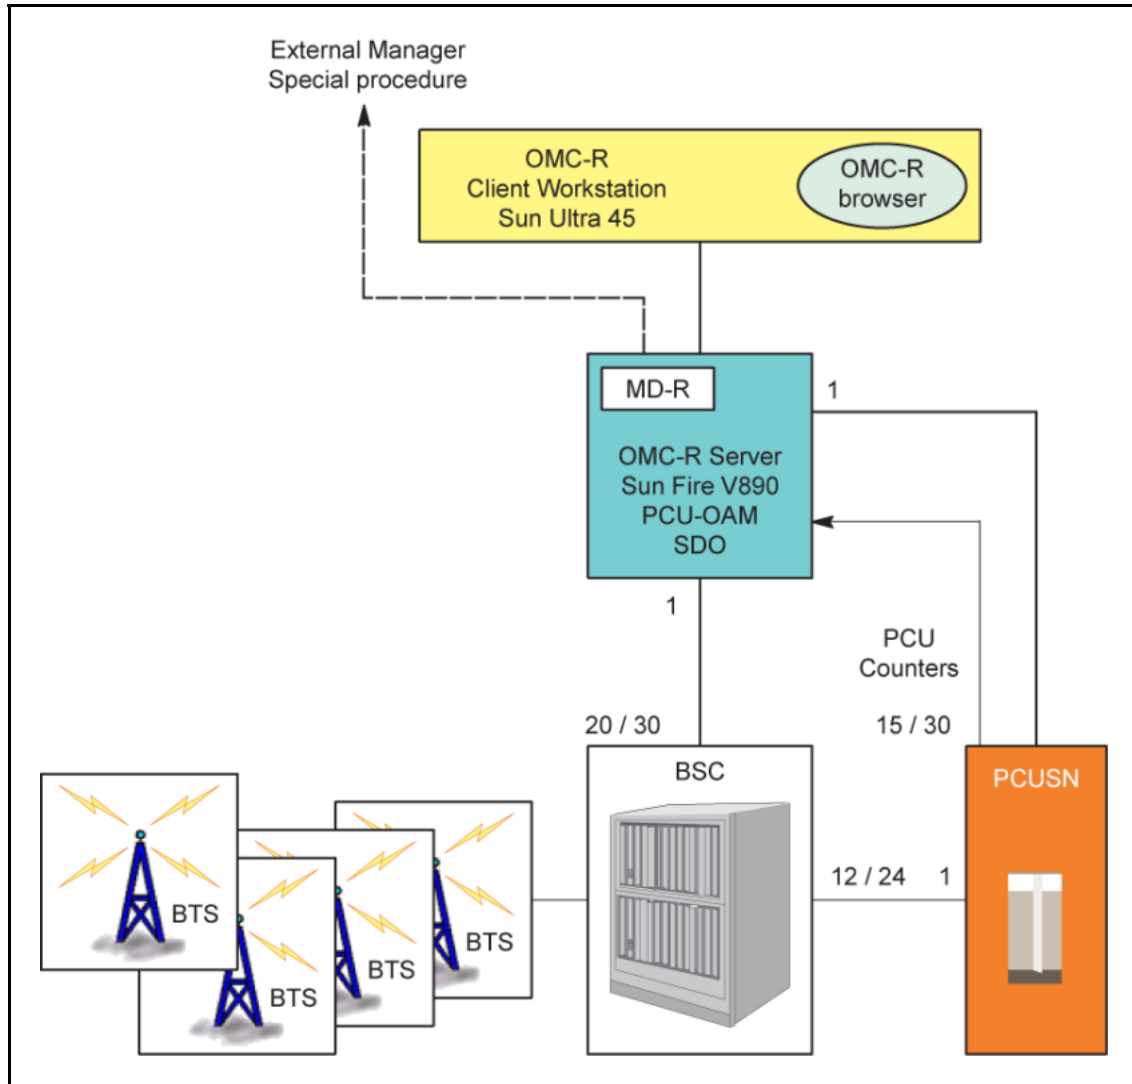 External Manager
Special procedure
OMC-R
Client Workstation
Sun Ultra 45
OMC-R
browser
MD-R
1
OMC-R Server
Sun Fire V890
PCU-OAM
SDO
1
PCU
Counters
20 / 30
15 / 30
BSC
PCUSN
12 / 24
1
BTS
BTS
BTS
BTS